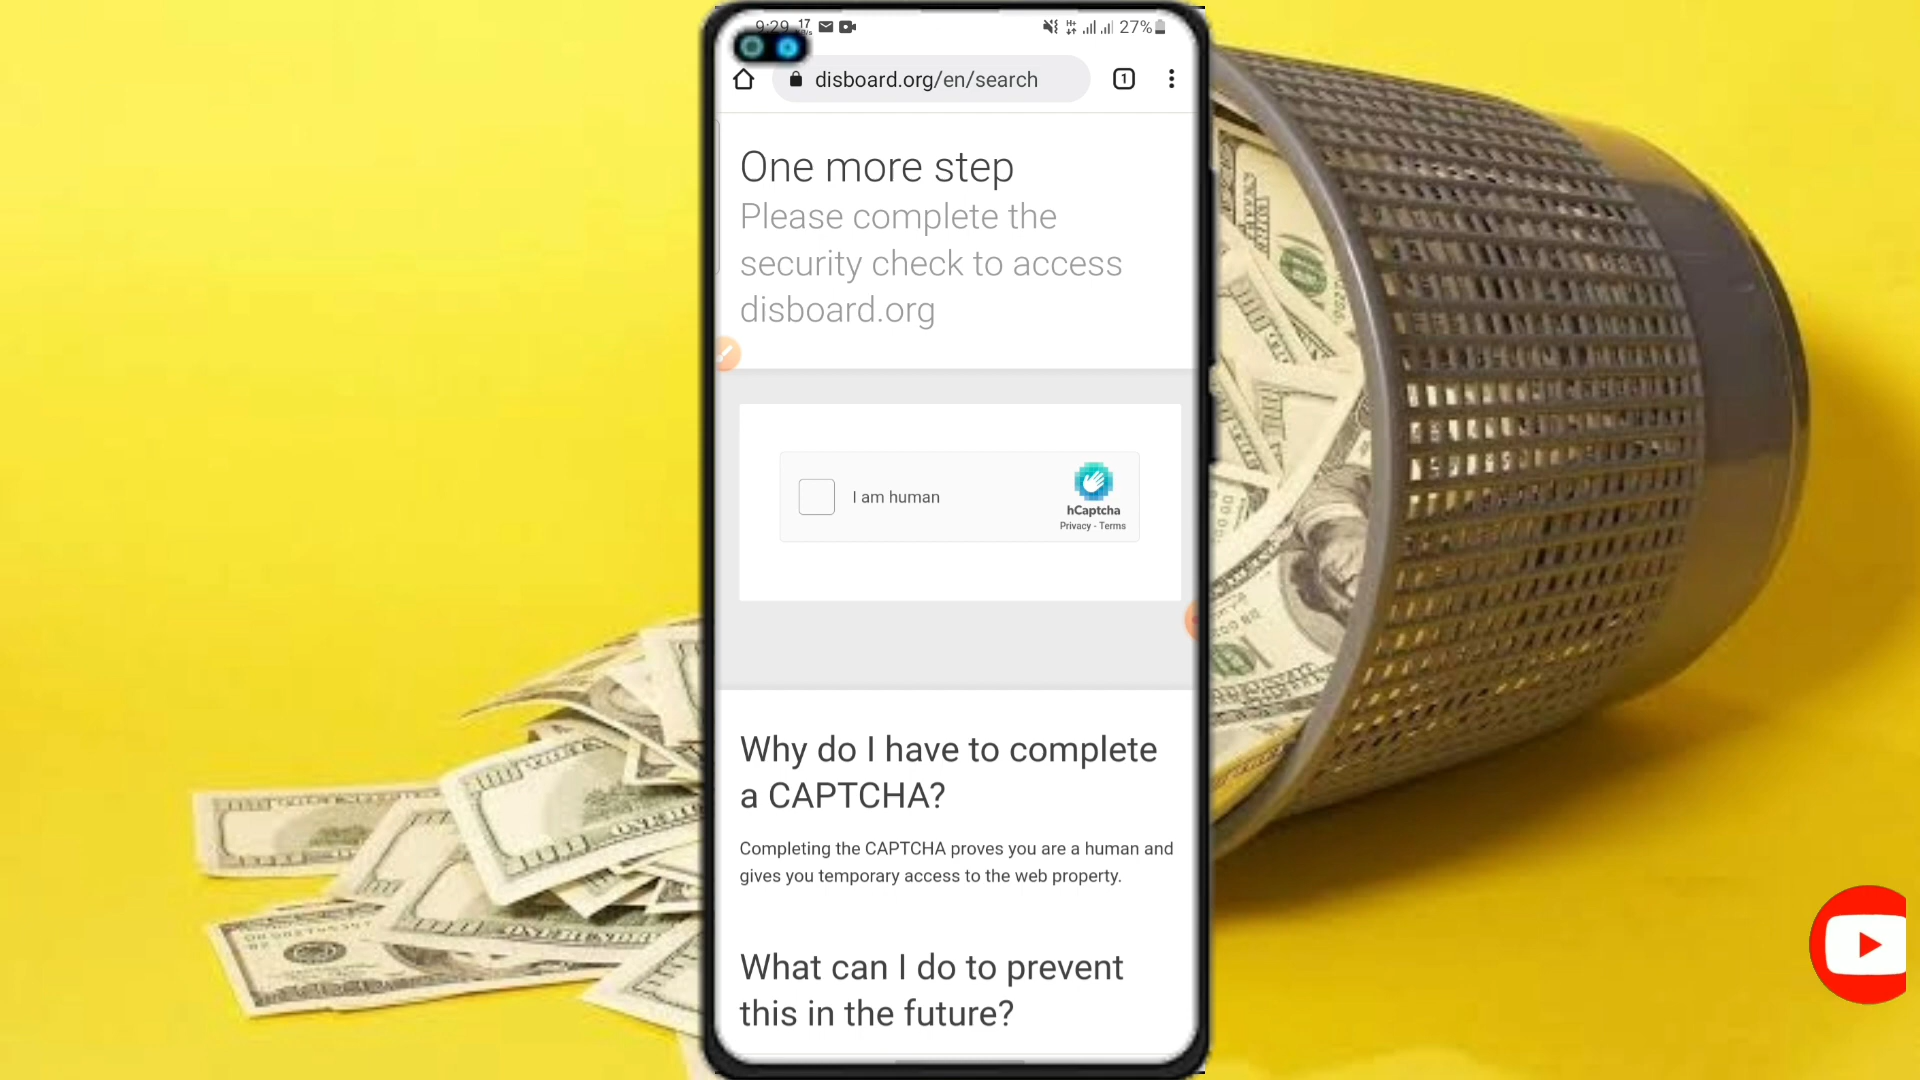 9:29 17
27%
disboard.org/en/search
1
One more step
Please complete the
security check to access
disboard.org
I am human
hCaptcha
Privacy - Terms
Why do I have to complete
a CAPTCHA?
Completing the CAPTCHA proves you are a human and
gives you temporary access to the web property.
What can I do to prevent
this in the future?